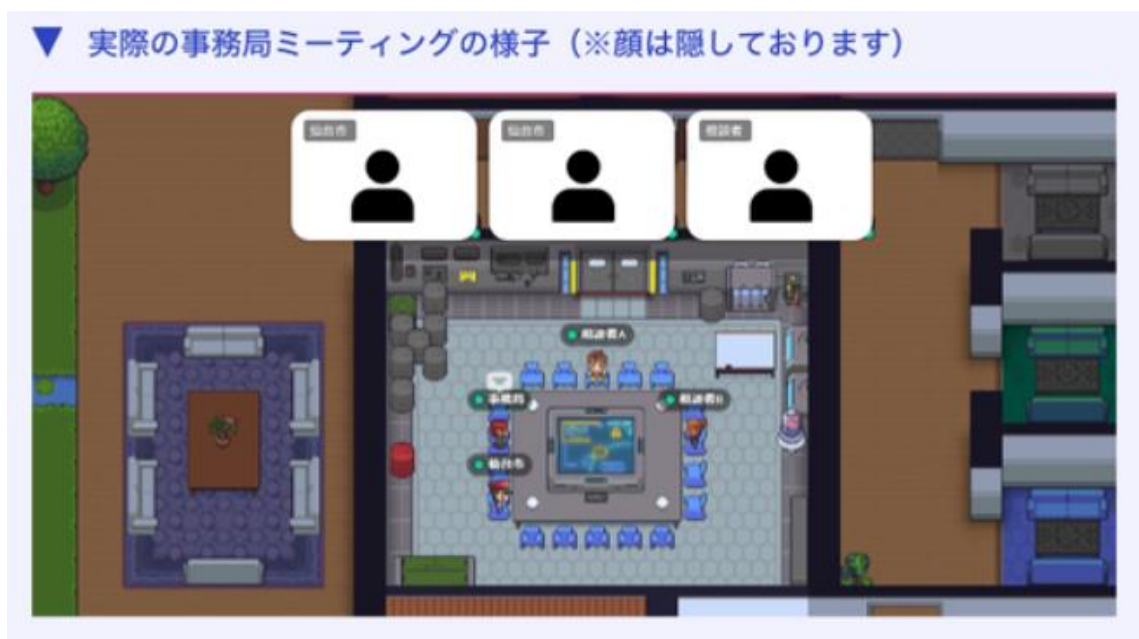 ▼ 実際の事務局ミーティングの様子（※顔は隠しております）
仙台市
仙台市
相談者
相談者A
事務局
相談者B
仙台市